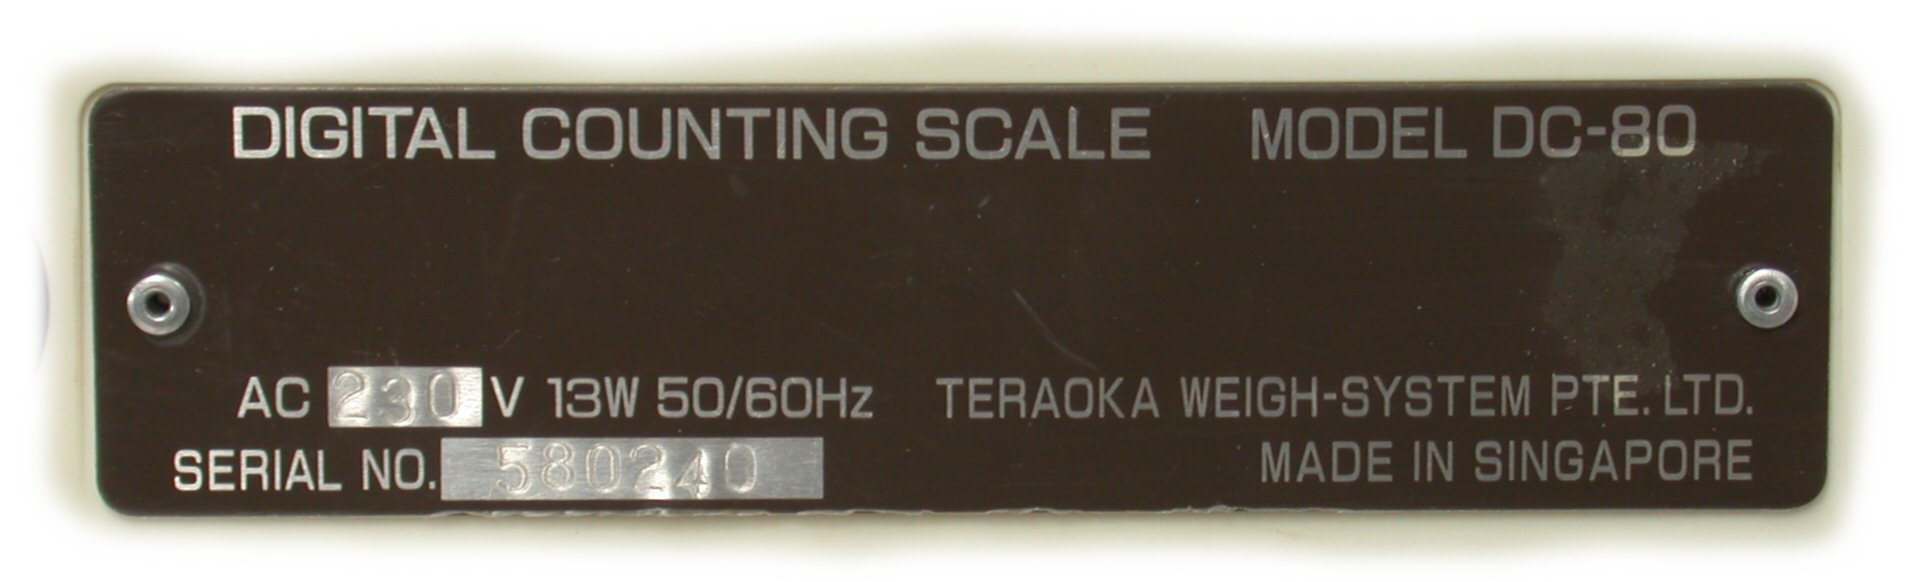 DIGITAL COUNTING SCALE MODEL DC-80
AC 230 V 13W 50/60Hz TERAOKA WEIGH-SYSTEM PTE. LTD.
SERIAL NO. 580240 MADE IN SINGAPORE